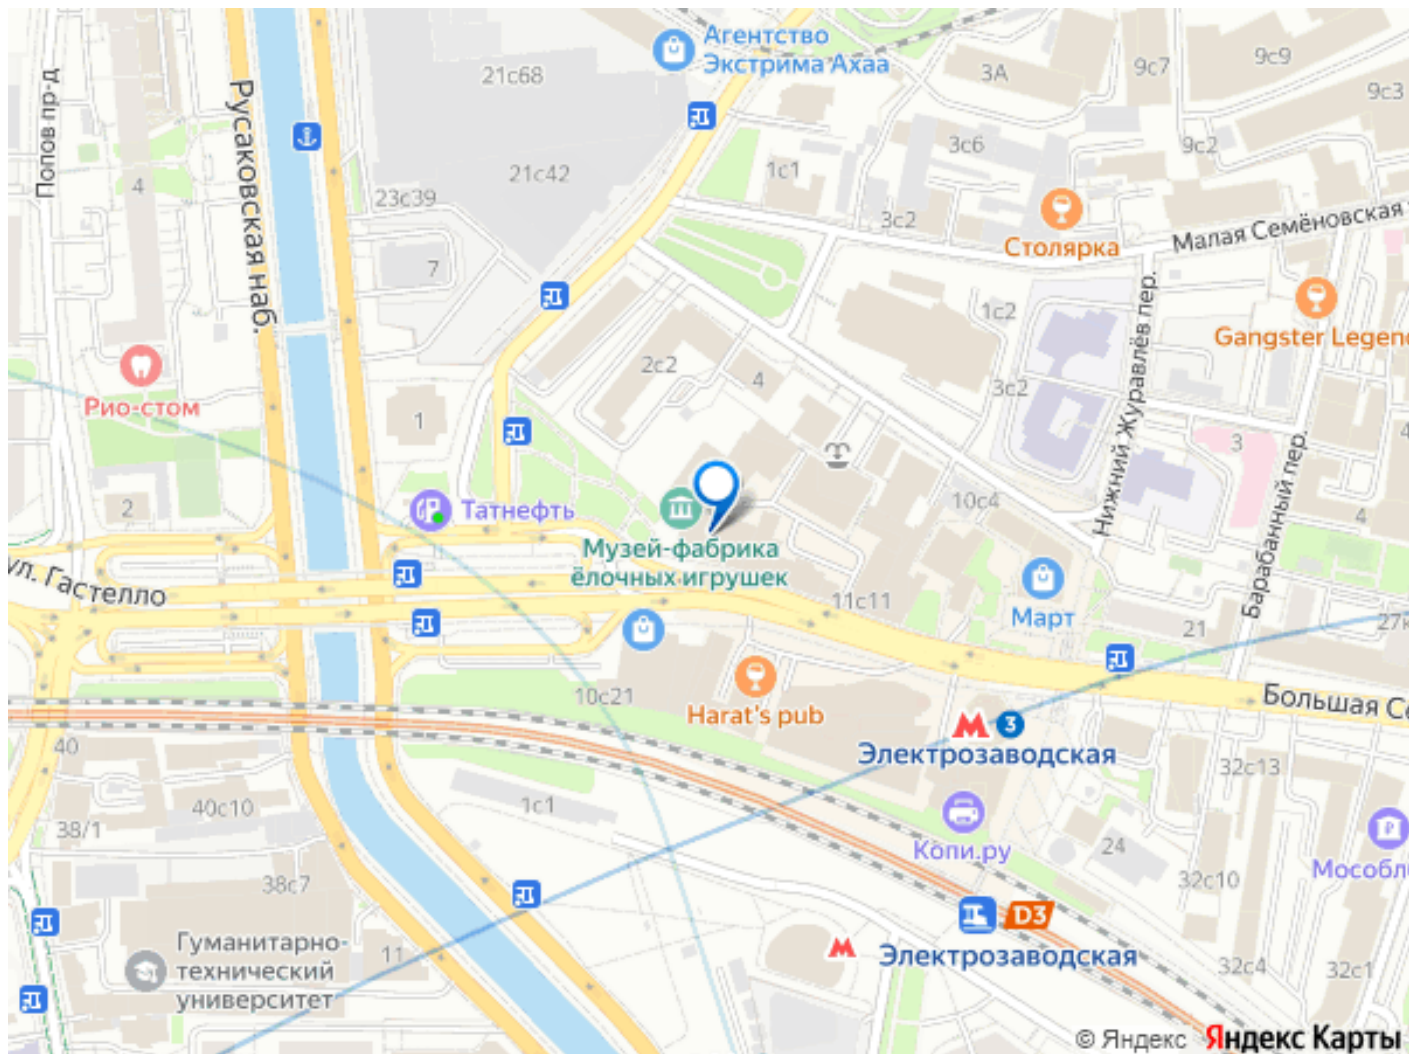 Агентство
Экстрима Ахаа
21с68
3А
9с7
9с9
9с3
Попов пр-д
Русаковская наб.
4
21с42
1с1
3с6
9с2
23с39
3с2
Столярка
Малая Семёновская
7
1с2
Gangster Legen
2с2
4
3с2
Нижний Журавлёв пер.
Рио-стом
1
3
4
2
Татнефть
10с4
4
Барабанный пер.
Музей-фабрика
ёлочных игрушек
ул. Гастелло
11с11
Март
21
27к
10с21
Harat's pub
Большая Се
3
Электрозаводская
40
32с13
40с10
1с1
38/1
Копи.ру
24
Мособл
38с7
32с10
D3
Гуманитарно-
технический
университет
11
Электрозаводская
32с4
32с1
© Яндекс Яндекс Карты